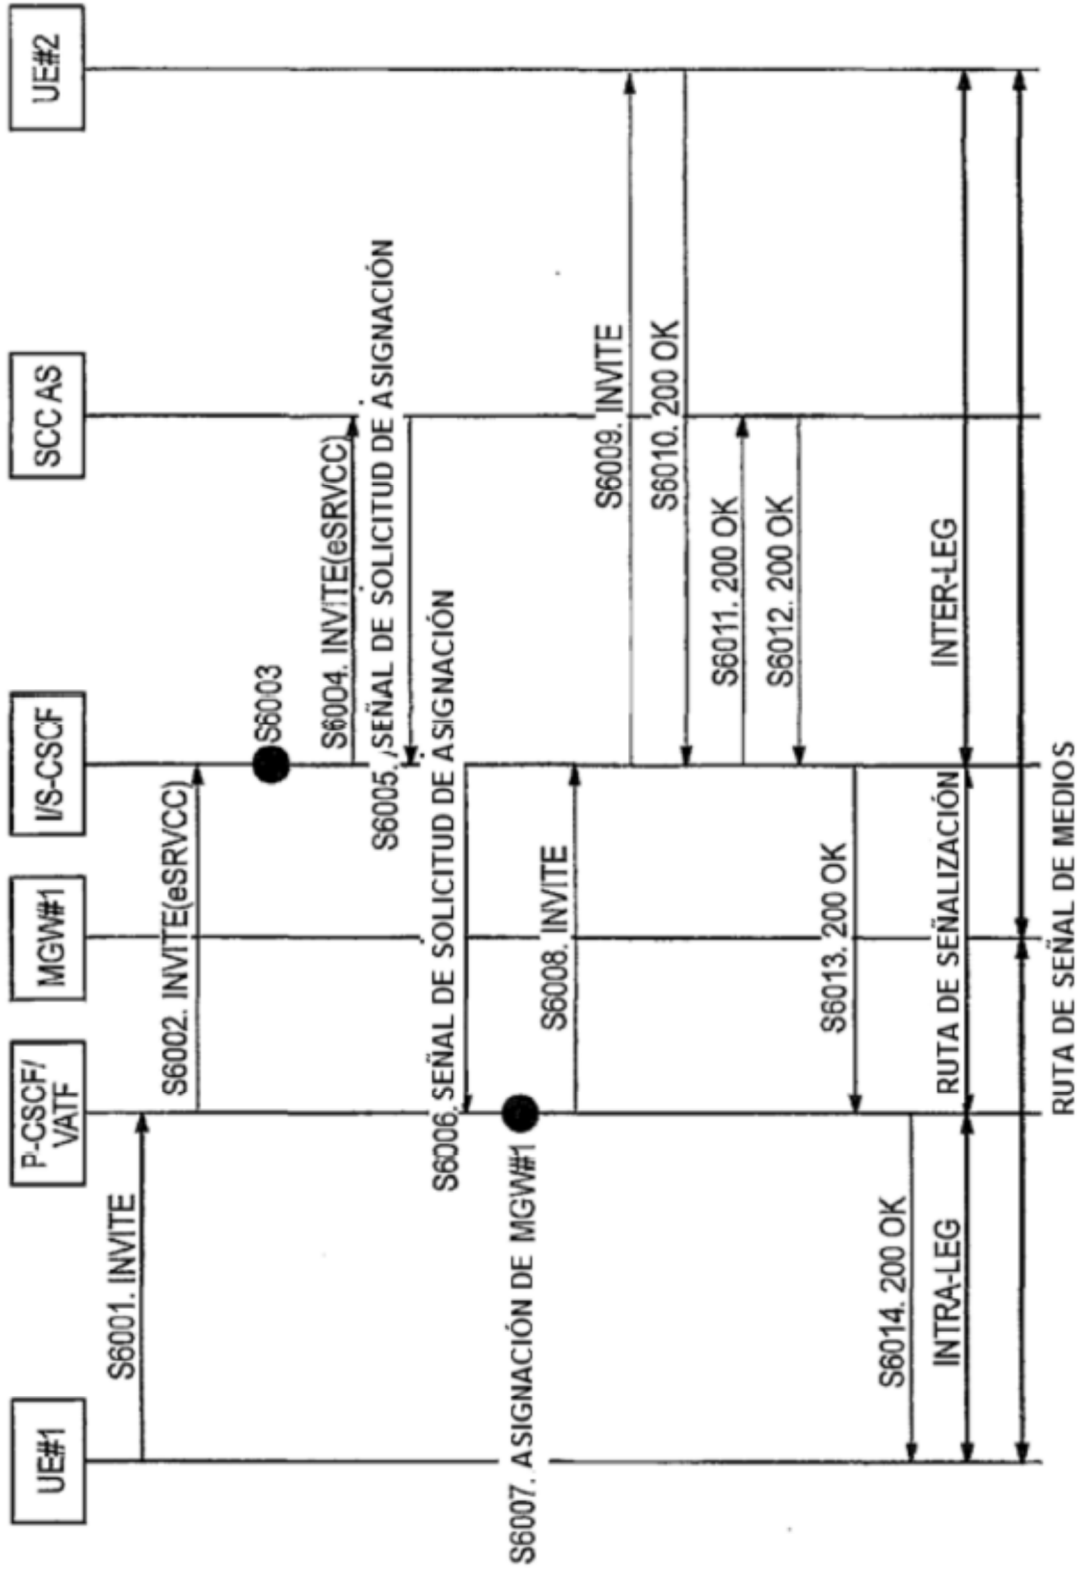 UE#1
P-CSCF/
VATF
MGW#1
I/S-CSCF
SCC AS
UE#2
S6001. INVITE
S6002. INVITE(eSRVCC)
S6003
S6004. INVITE(eSRVCC)
S6005. SEÑAL DE SOLICITUD DE ASIGNACIÓN
S6006. SEÑAL DE SOLICITUD DE ASIGNACIÓN
S6007. ASIGNACIÓN DE MGW#1
S6008. INVITE
S6009. INVITE
S6010. 200 OK
S6011. 200 OK
S6012. 200 OK
S6013. 200 OK
S6014. 200 OK
INTRA-LEG
RUTA DE SEÑALIZACIÓN
INTER-LEG
RUTA DE SEÑAL DE MEDIOS